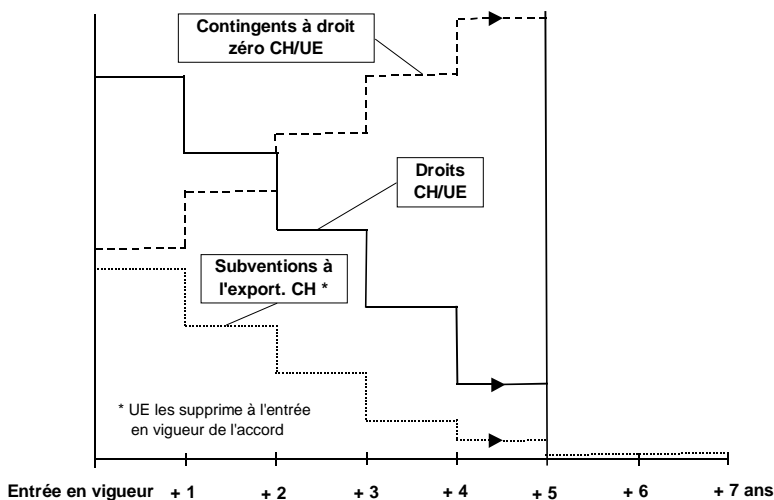 Contingents à droit
zéro CH/UE
Droits
CH/UE
Subventions à
l'export. CH *
* UE les supprime à l'entrée
en vigueur de l'accord
Entrée en vigueur + 1 + 2 + 3 + 4 + 5 + 6 + 7 ans